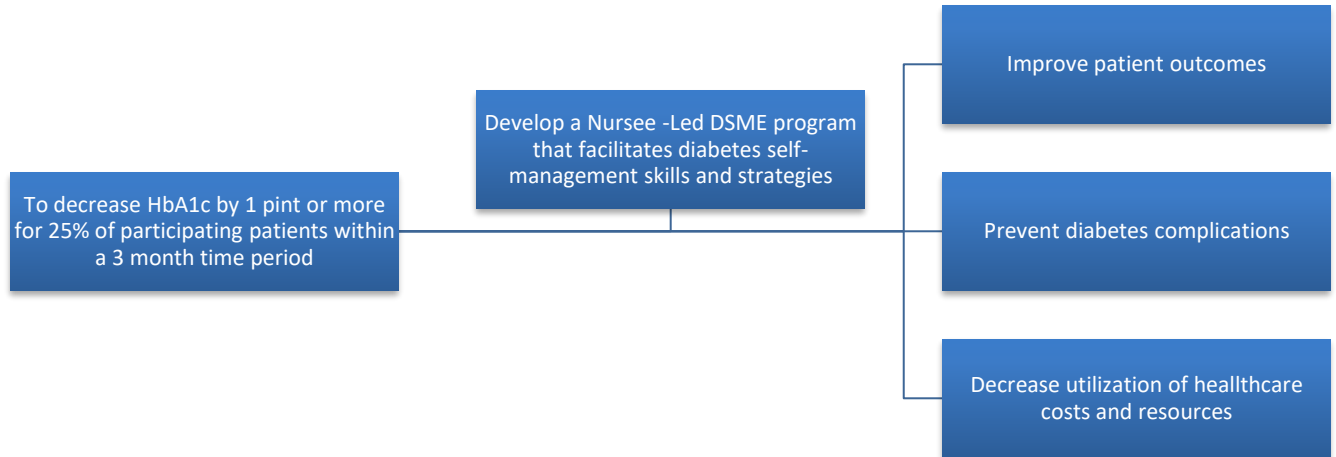 To decrease HbA1c by 1 pint or more
for 25% of participating patients within
a 3 month time period
Develop a Nursee -Led DSME program
that facilitates diabetes self-
management skills and strategies
Improve patient outcomes
Prevent diabetes complications
Decrease utilization of heallthcare
costs and resources